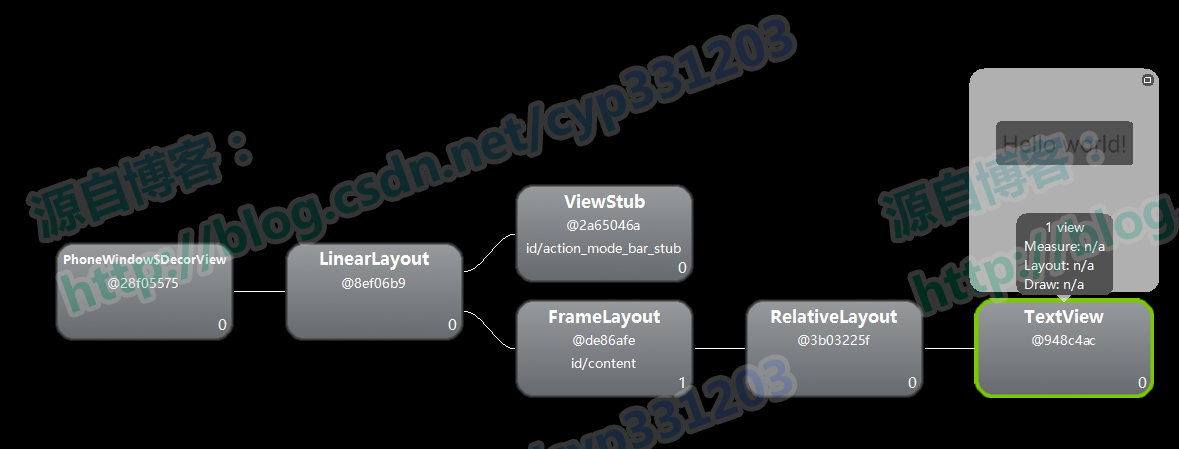 源自博客：
http://blog.csdn.net/cyp331203
PhoneWindow$DecorView
@28f05575
0
LinearLayout
@8ef06b9
0
ViewStub
@2a65046a
id/action_mode_bar_stub
0
FrameLayout
@de86afe
id/content
1
RelativeLayout
@3b03225f
0
Hello world!
1 view
Measure: n/a
Layout: n/a
Draw: n/a
TextView
@948c4ac
0
源自博客：
http://blog
cyp331203